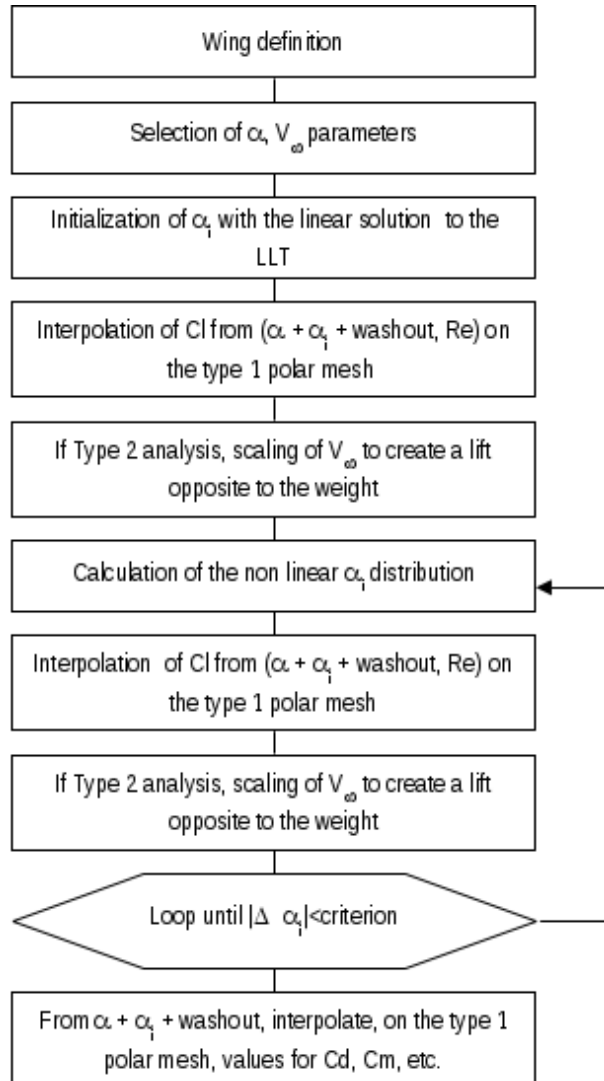 Wing definition
Selection of α, V∞ parameters
Initialization of αi with the linear solution to the
LLT
Interpolation of Cl from (α + αi + washout, Re) on
the type 1 polar mesh
If Type 2 analysis, scaling of V∞ to create a lift
opposite to the weight
Calculation of the non linear αi distribution
Interpolation of Cl from (α + αi + washout, Re) on
the type 1 polar mesh
If Type 2 analysis, scaling of V∞ to create a lift
opposite to the weight
Loop until |Δ αi|<criterion
From α + αi + washout, interpolate, on the type 1
polar mesh, values for Cd, Cm, etc.